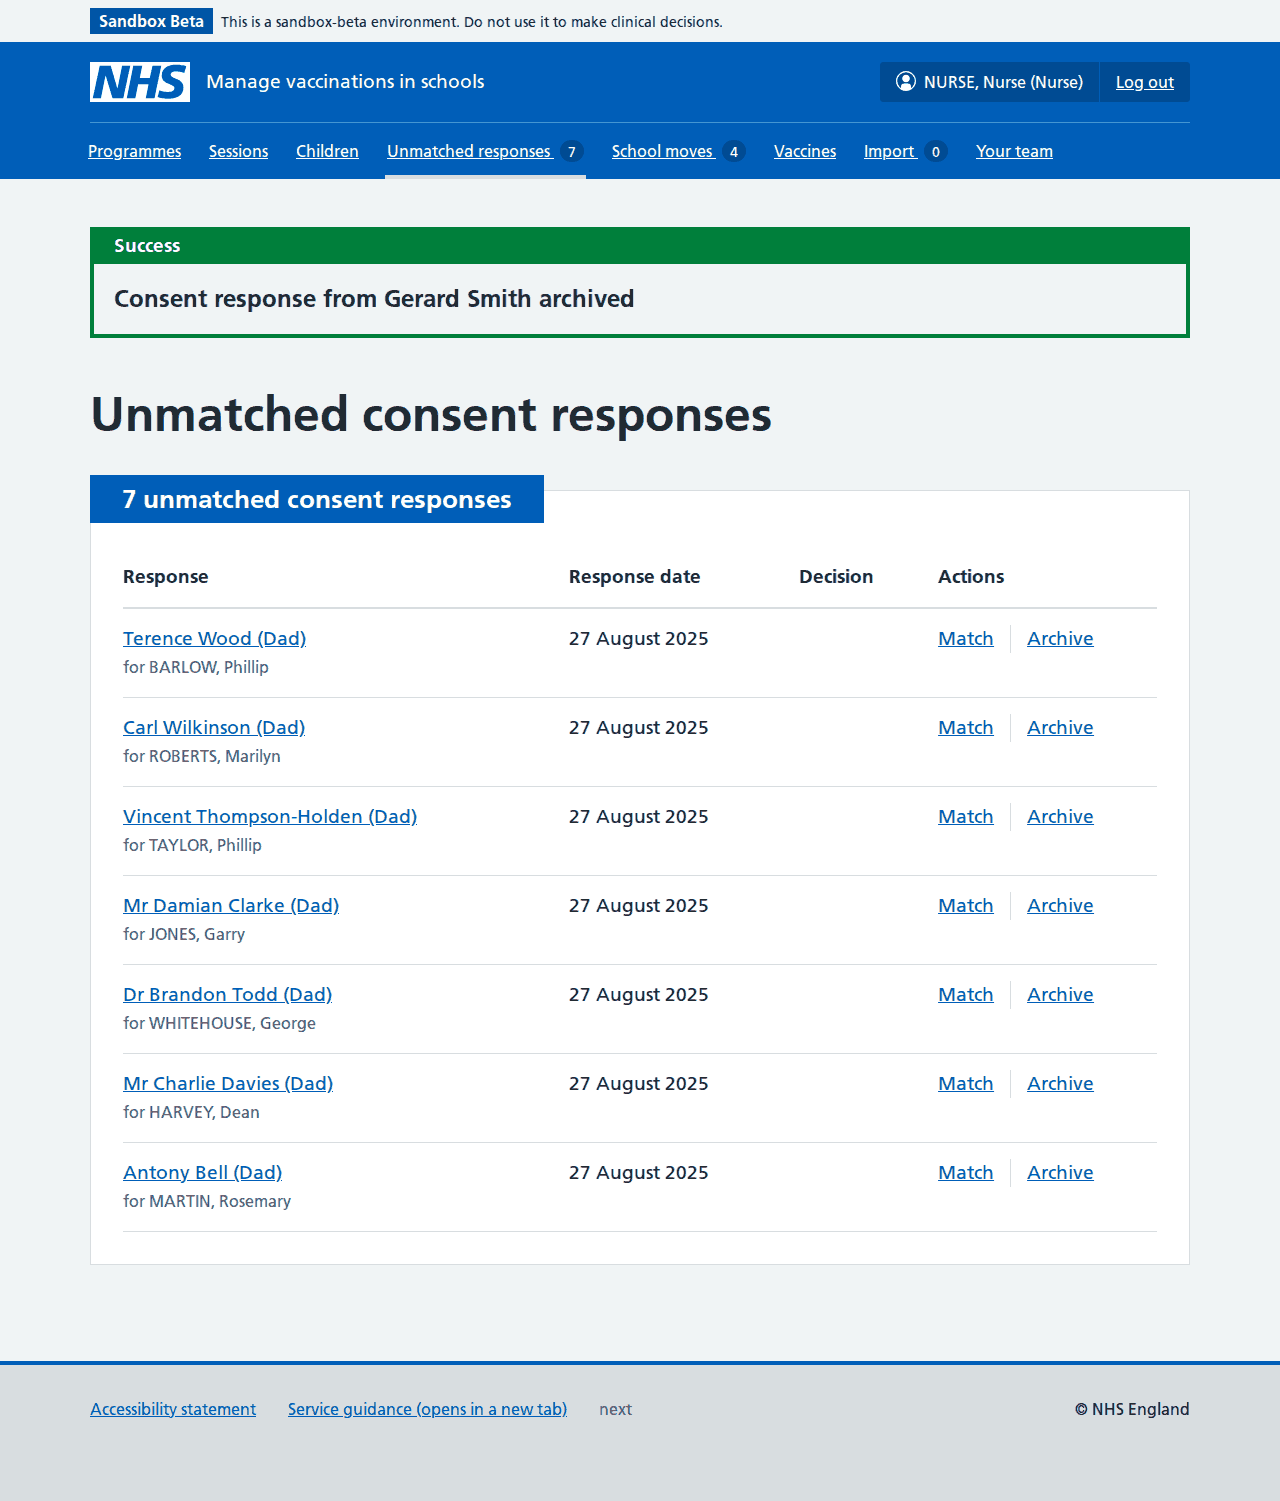 Sandbox Beta This is a sandbox-beta environment. Do not use it to make clinical decisions.
NHS Manage vaccinations in schools NURSE, Nurse (Nurse) Log out
Programmes Sessions Children Unmatched responses 7 School moves 4 Vaccines Import 0 Your team
Success
Consent response from Gerard Smith archived
Unmatched consent responses
7 unmatched consent responses
Response Response date Decision Actions
Terence Wood (Dad) 27 August 2025 Match Archive
for BARLOW, Phillip
Carl Wilkinson (Dad) 27 August 2025 Match Archive
for ROBERTS, Marilyn
Vincent Thompson-Holden (Dad) 27 August 2025 Match Archive
for TAYLOR, Phillip
Mr Damian Clarke (Dad) 27 August 2025 Match Archive
for JONES, Garry
Dr Brandon Todd (Dad) 27 August 2025 Match Archive
for WHITEHOUSE, George
Mr Charlie Davies (Dad) 27 August 2025 Match Archive
for HARVEY, Dean
Antony Bell (Dad) 27 August 2025 Match Archive
for MARTIN, Rosemary
Accessibility statement Service guidance (opens in a new tab) next © NHS England